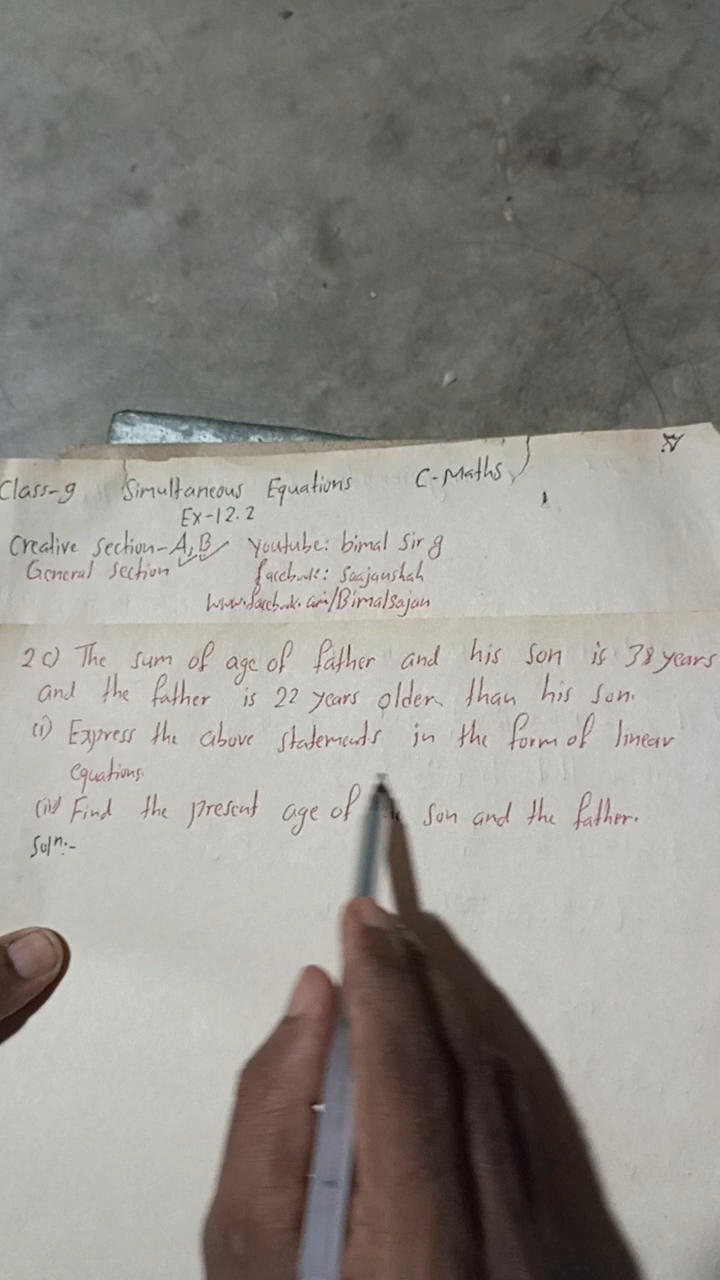 Class-9 Simultaneous Equations C-Maths
Ex-12.2
Creative section-A,B youtube: bimal sir 9
General section facebook: Saajanshah
www.facebook.com/Bimalsajan
2 c) The sum of age of father and his son is 38 years
and the father is 22 years older than his son.
(i) Express the above statements in the form of linear
equations.
(ii) Find the present age of son and the father.
Soln:-